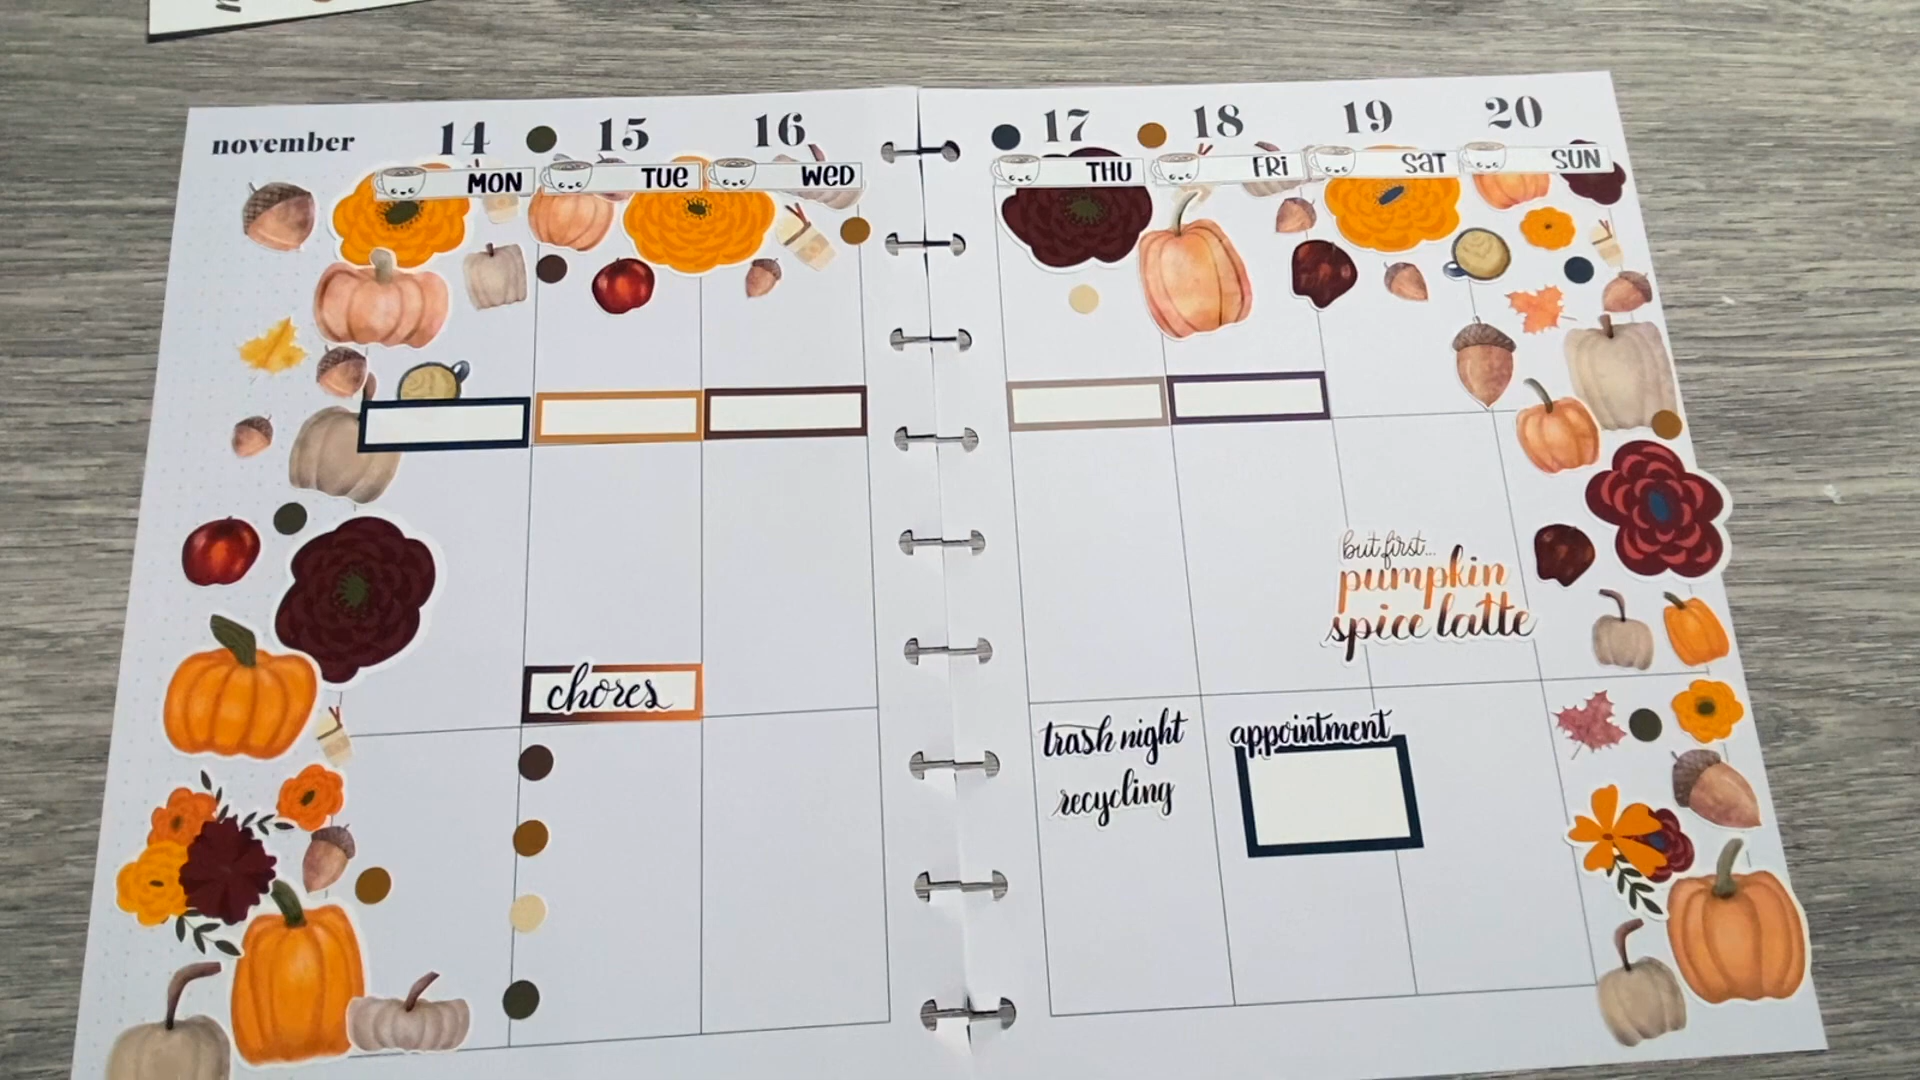 november 14 15 16 17 18 19 20
MON TUE WED THU FRI SAT SUN
but first...
pumpkin
spice latte
chores
trash night
recycling
appointment